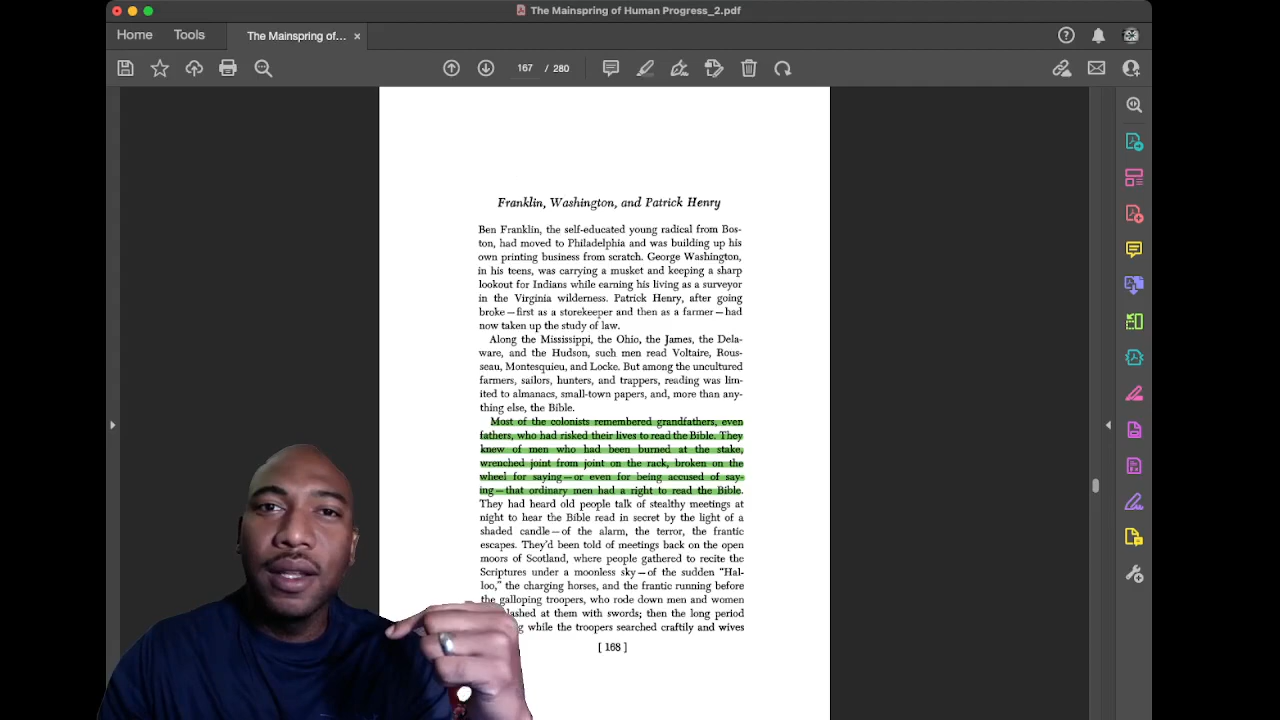 The Mainspring of Human Progress_2.pdf
Home Tools The Mainspring of... ×
167 / 280
Franklin, Washington, and Patrick Henry
Ben Franklin, the self-educated young radical from Bos-
ton, had moved to Philadelphia and was building up his
own printing business from scratch. George Washington,
in his teens, was carrying a musket and keeping a sharp
lookout for Indians while earning his living as a surveyor
in the Virginia wilderness. Patrick Henry, after going
broke—first as a storekeeper and then as a farmer—had
now taken up the study of law.
Along the Mississippi, the Ohio, the James, the Dela-
ware, and the Hudson, such men read Voltaire, Rous-
seau, Montesquieu, and Locke. But among the uncultured
farmers, sailors, hunters, and trappers, reading was lim-
ited to almanacs, small-town papers, and, more than any-
thing else, the Bible.
Most of the colonists remembered grandfathers, even
fathers, who had risked their lives to read the Bible. They
knew of men who had been burned at the stake,
wrenched joint from joint on the rack, broken on the
wheel for saying—or even for being accused of say-
ing—that ordinary men had a right to read the Bible.
They had heard old people talk of stealthy meetings at
night to hear the Bible read in secret by the light of a
shaded candle—of the alarm, the terror, the frantic
escapes. They'd been told of meetings back on the open
moors of Scotland, where people gathered to recite the
Scriptures under a moonless sky—of the sudden "Hal-
loo," the charging horses, and the frantic running before
the galloping troopers, who rode down men and women
slashed at them with swords; then the long period
while the troopers searched craftily and wives
[ 168 ]